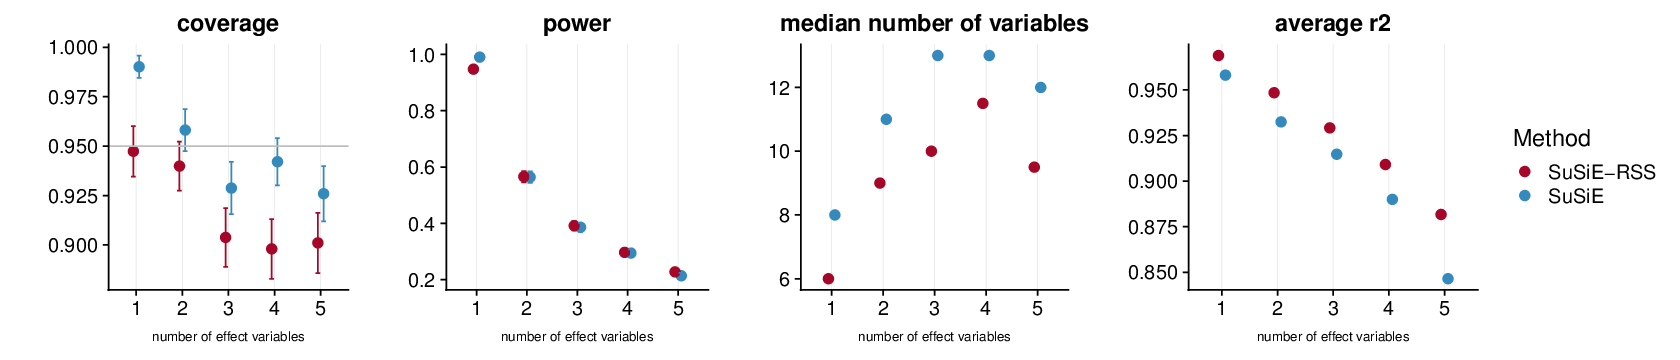 coverage
1.000
0.975
0.950
0.925
0.900
1 2 3 4 5
number of effect variables
power
1.0
0.8
0.6
0.4
0.2
1 2 3 4 5
number of effect variables
median number of variables
12
10
8
6
1 2 3 4 5
number of effect variables
average r2
0.950
0.925
0.900
0.875
0.850
1 2 3 4 5
number of effect variables
Method
SuSiE−RSS
SuSiE